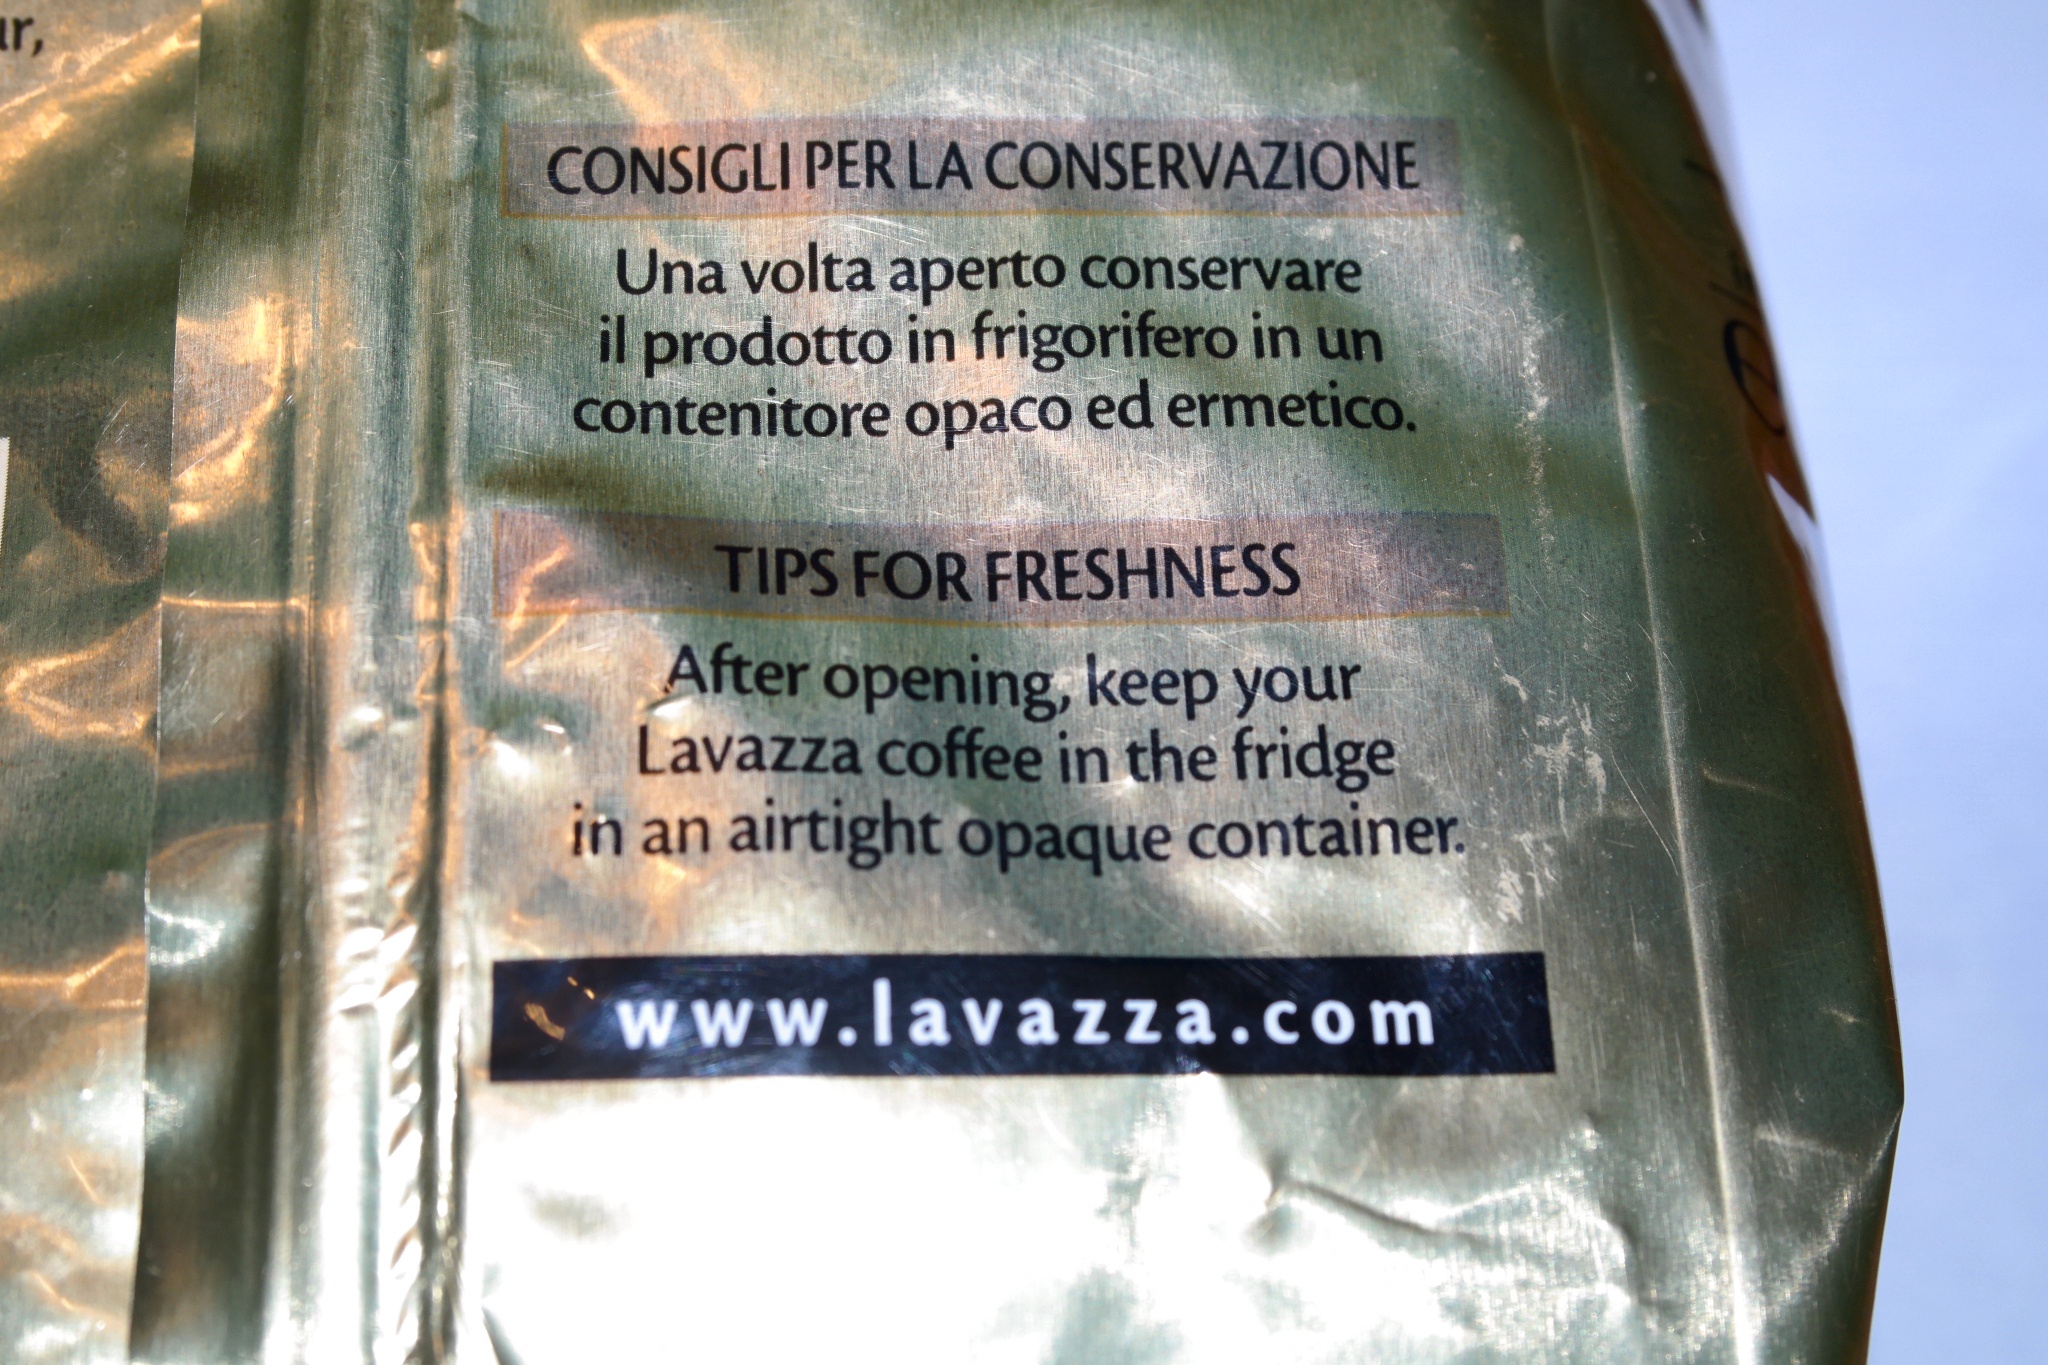 ur,
CONSIGLI PER LA CONSERVAZIONE
Una volta aperto conservare
il prodotto in frigorifero in un
contenitore opaco ed ermetico.
TIPS FOR FRESHNESS
After opening, keep your
Lavazza coffee in the fridge
in an airtight opaque container.
www.lavazza.com